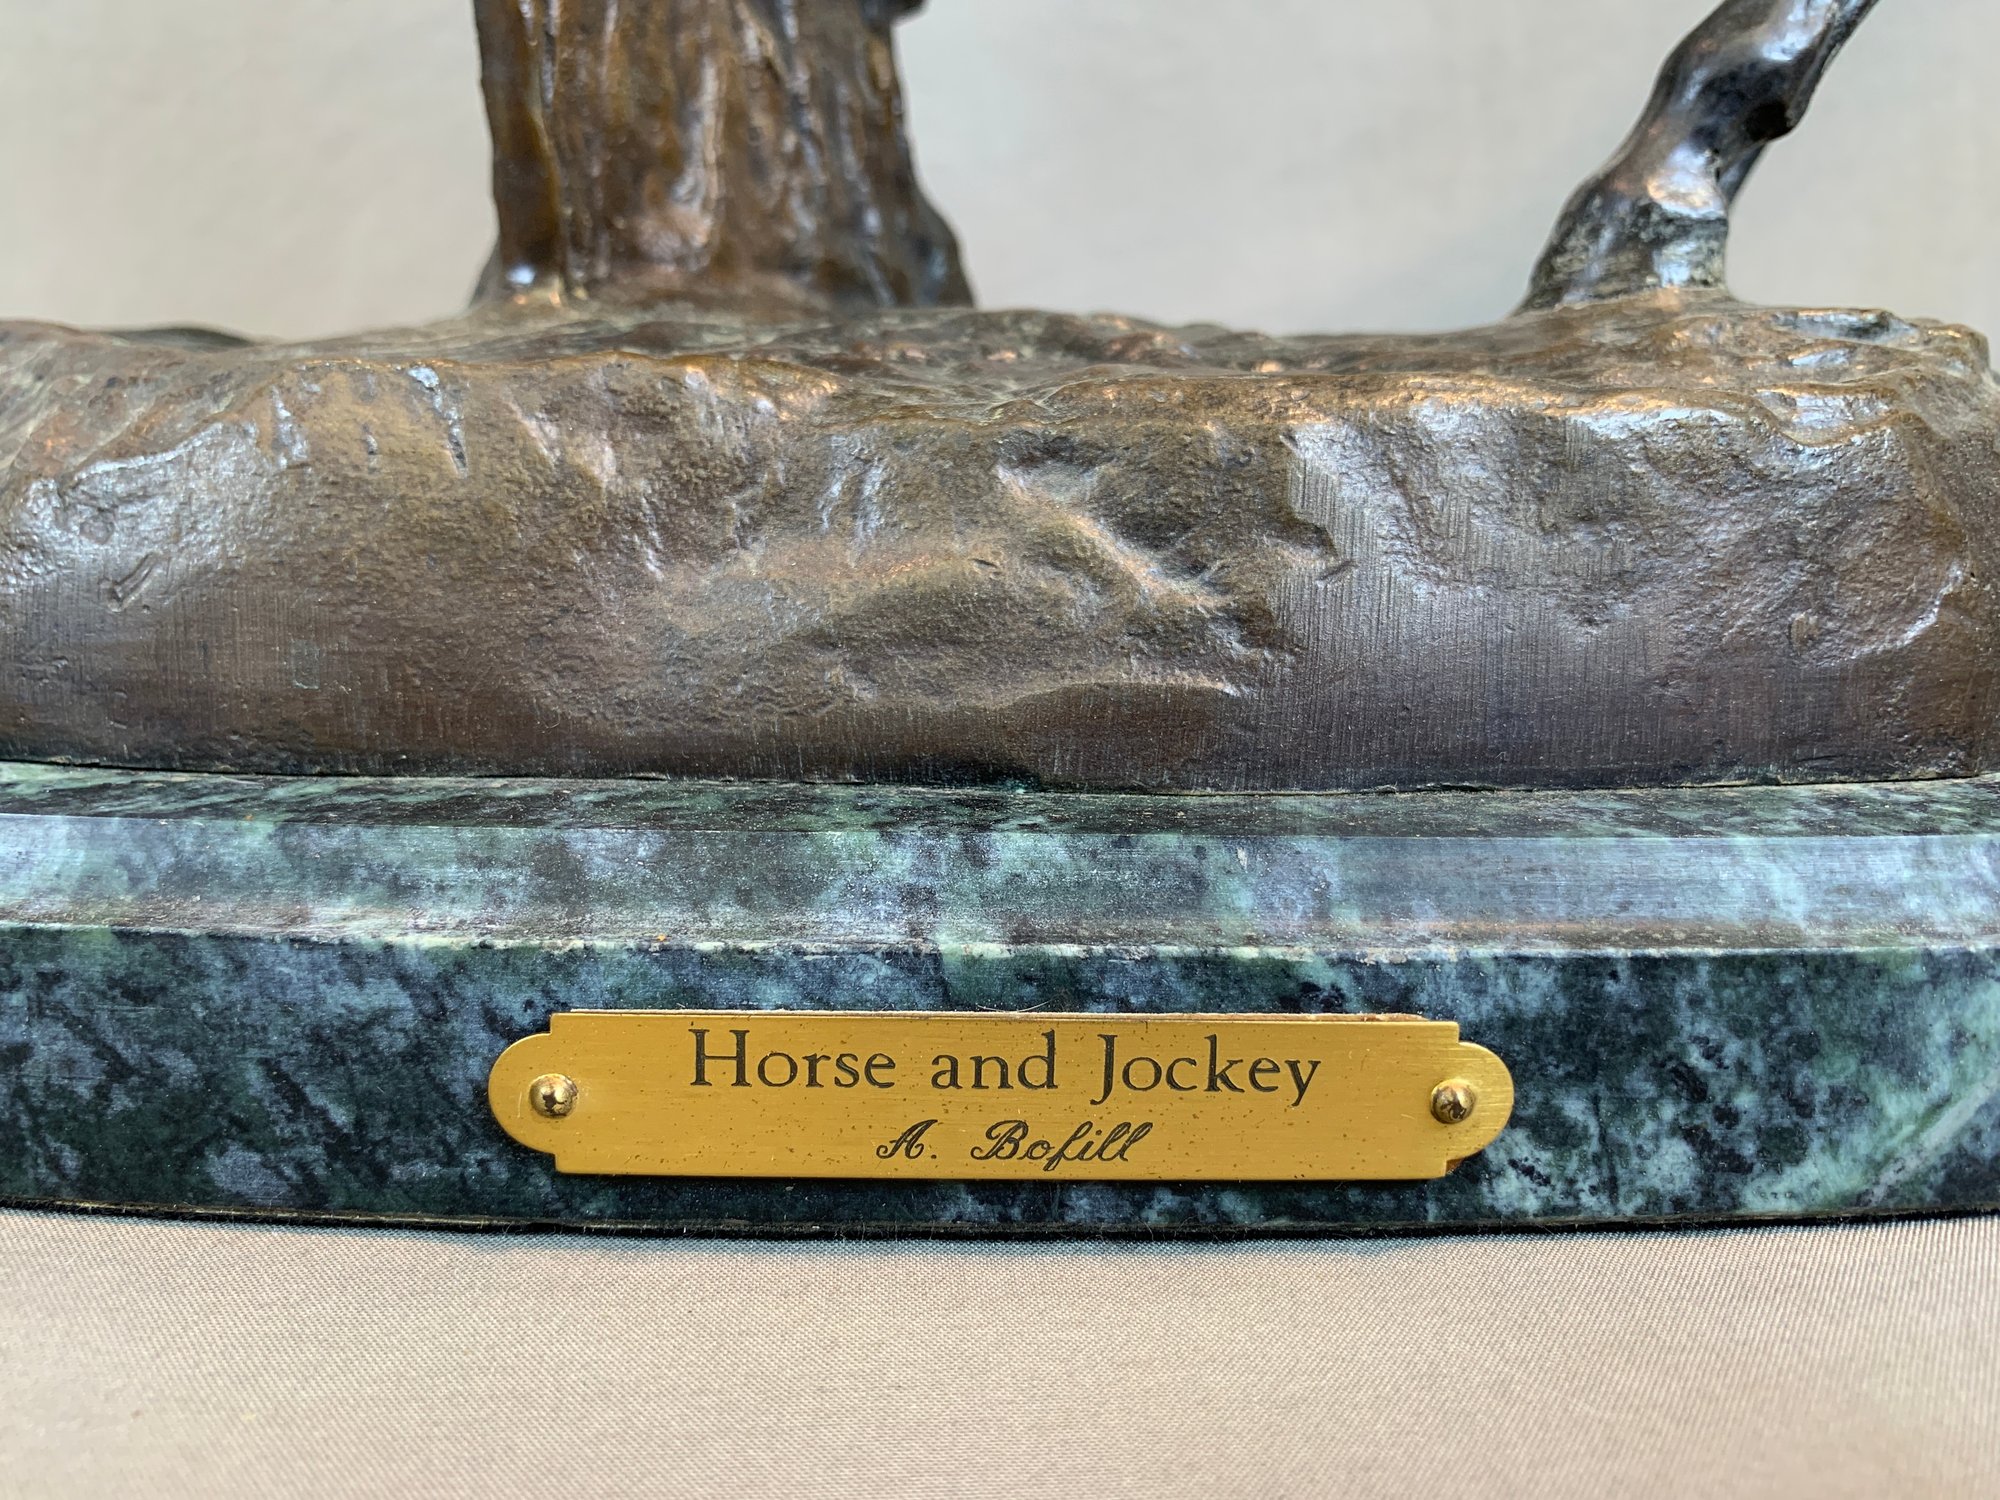 Horse and Jockey
A. Bofill